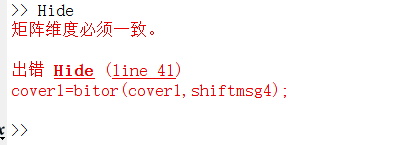 >> Hide
矩阵维度必须一致。
出错 Hide (line 41)
cover1=bitor(cover1,shiftmsg4);
>>